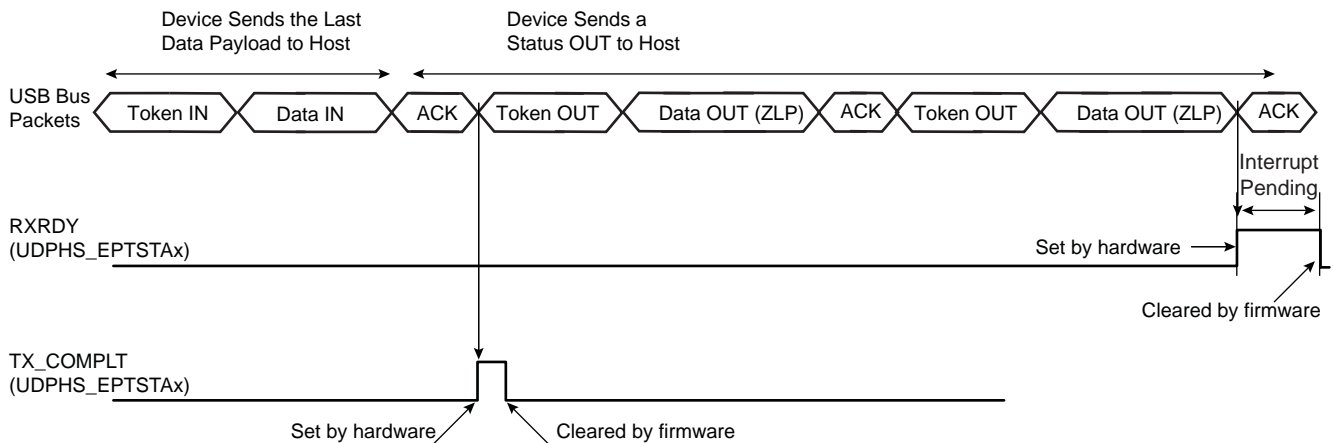 Device Sends the Last
Data Payload to Host
Device Sends a
Status OUT to Host
USB Bus
Packets
Token IN
Data IN
ACK
Token OUT
Data OUT (ZLP)
ACK
Token OUT
Data OUT (ZLP)
ACK
Interrupt
Pending
RXRDY
(UDPHS_EPTSTAx)
Set by hardware
Cleared by firmware
TX_COMPLT
(UDPHS_EPTSTAx)
Set by hardware
Cleared by firmware